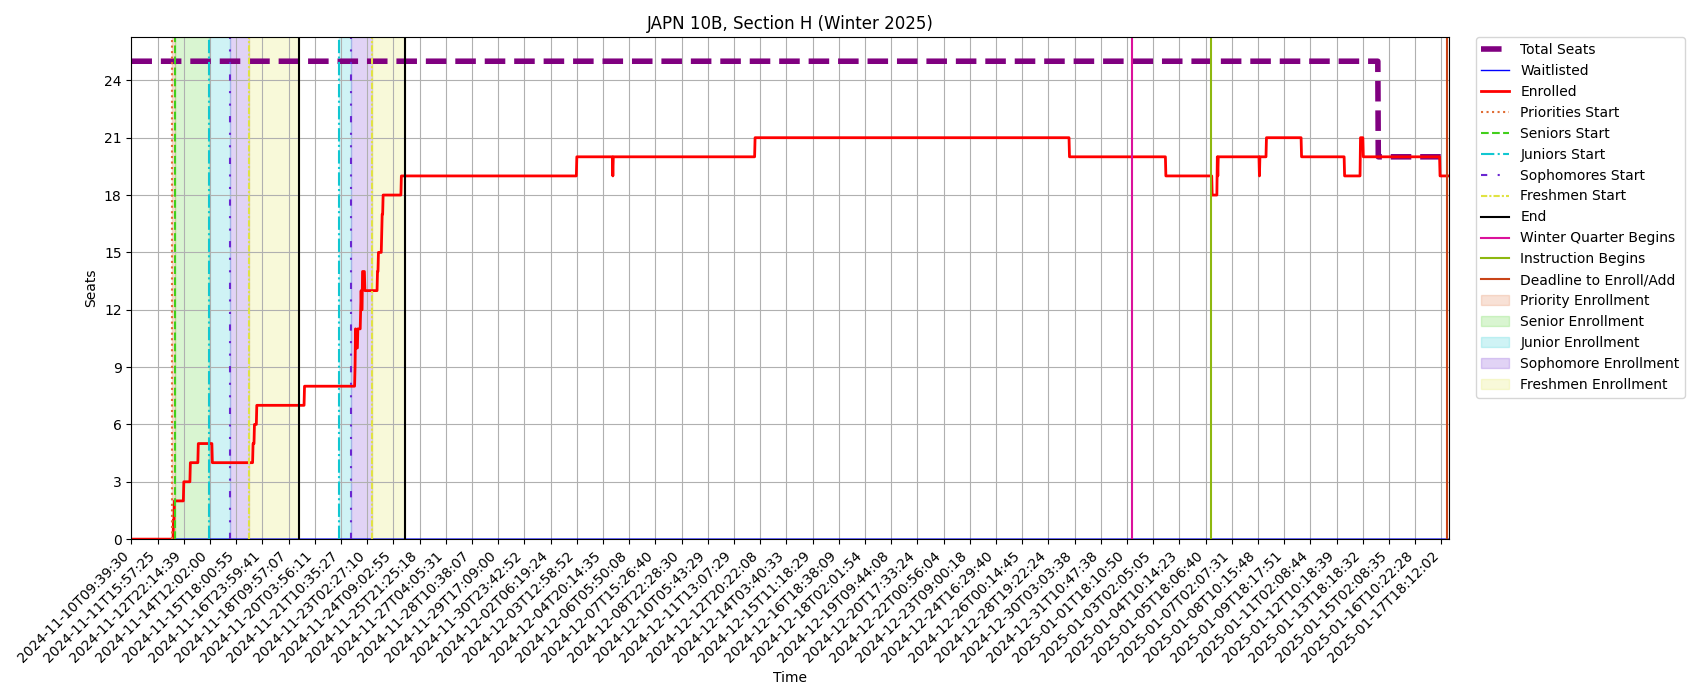 JAPN 10B, Section H (Winter 2025)
Seats
24
21
18
15
12
9
6
3
0
2024-11-10T09:39:30
2024-11-11T15:57:25
2024-11-12T22:14:39
2024-11-14T12:02:00
2024-11-15T18:00:55
2024-11-16T23:59:41
2024-11-18T09:57:07
2024-11-20T03:56:11
2024-11-21T10:35:27
2024-11-23T02:27:10
2024-11-24T09:02:55
2024-11-25T21:25:18
2024-11-27T04:05:31
2024-11-28T10:38:07
2024-11-29T17:09:00
2024-11-30T23:42:52
2024-12-02T06:19:24
2024-12-03T12:58:52
2024-12-04T20:14:35
2024-12-06T05:50:08
2024-12-07T15:26:40
2024-12-08T22:28:30
2024-12-10T05:43:29
2024-12-11T13:07:29
2024-12-12T20:22:08
2024-12-14T03:40:33
2024-12-15T11:18:29
2024-12-16T18:38:09
2024-12-18T02:01:54
2024-12-19T09:44:08
2024-12-20T17:33:24
2024-12-22T00:56:04
2024-12-23T09:00:18
2024-12-24T16:29:40
2024-12-26T00:14:45
2024-12-28T19:22:24
2024-12-30T03:03:38
2024-12-31T10:47:38
2025-01-01T18:10:50
2025-01-03T02:05:05
2025-01-04T10:14:23
2025-01-05T18:06:40
2025-01-07T02:07:31
2025-01-08T10:15:48
2025-01-09T18:17:51
2025-01-11T02:08:44
2025-01-12T10:18:39
2025-01-13T18:18:32
2025-01-15T02:08:35
2025-01-16T10:22:28
2025-01-17T18:12:02
Time
Total Seats
Waitlisted
Enrolled
Priorities Start
Seniors Start
Juniors Start
Sophomores Start
Freshmen Start
End
Winter Quarter Begins
Instruction Begins
Deadline to Enroll/Add
Priority Enrollment
Senior Enrollment
Junior Enrollment
Sophomore Enrollment
Freshmen Enrollment